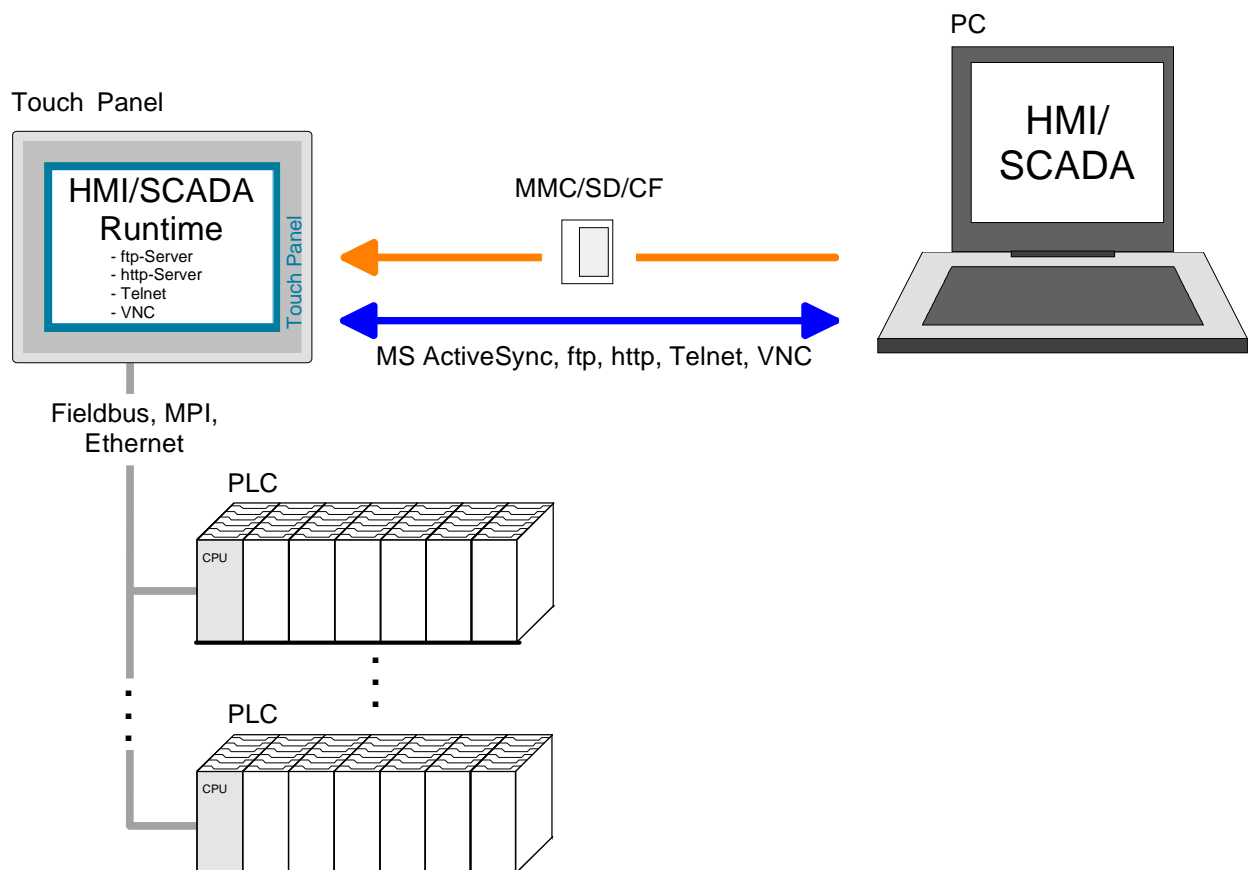 PC
Touch Panel
HMI/
SCADA
HMI/SCADA
Runtime
- ftp-Server
- http-Server
- Telnet
- VNC
Touch Panel
MMC/SD/CF
MS ActiveSync, ftp, http, Telnet, VNC
Fieldbus, MPI,
Ethernet
PLC
CPU
PLC
CPU